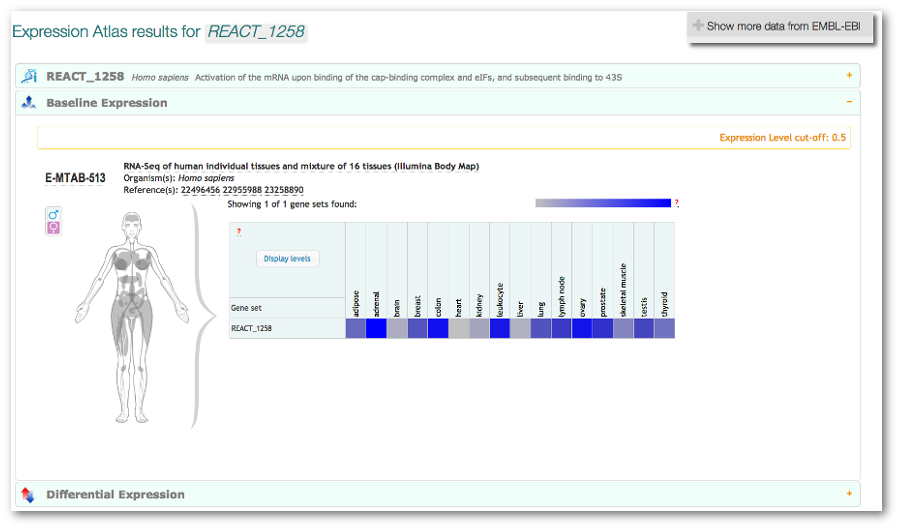 Expression Atlas results for REACT_1258
+ Show more data from EMBL-EBI
REACT_1258 Homo sapiens Activation of the mRNA upon binding of the cap-binding complex and eIFs, and subsequent binding to 43S +
Baseline Expression −
Expression Level cut-off: 0.5
E-MTAB-513
RNA-Seq of human individual tissues and mixture of 16 tissues (Illumina Body Map)
Organism(s): Homo sapiens
Reference(s): 22496456 22955988 23258890
Showing 1 of 1 gene sets found:
?
?
Display levels
Gene set
adipose
adrenal
brain
breast
colon
heart
kidney
leukocyte
liver
lung
lymph node
ovary
prostate
skeletal muscle
testis
thyroid
REACT_1258
Differential Expression +